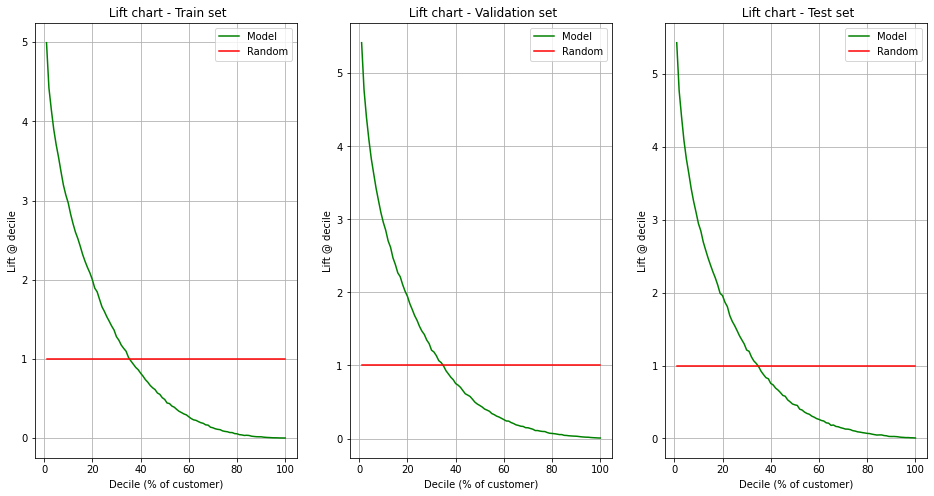 Lift chart - Train set
Model
Random
5
4
3
2
1
0
Lift @ decile
0 20 40 60 80 100
Decile (% of customer)
Lift chart - Validation set
Model
Random
5
4
3
2
1
0
Lift @ decile
0 20 40 60 80 100
Decile (% of customer)
Lift chart - Test set
Model
Random
5
4
3
2
1
0
Lift @ decile
0 20 40 60 80 100
Decile (% of customer)